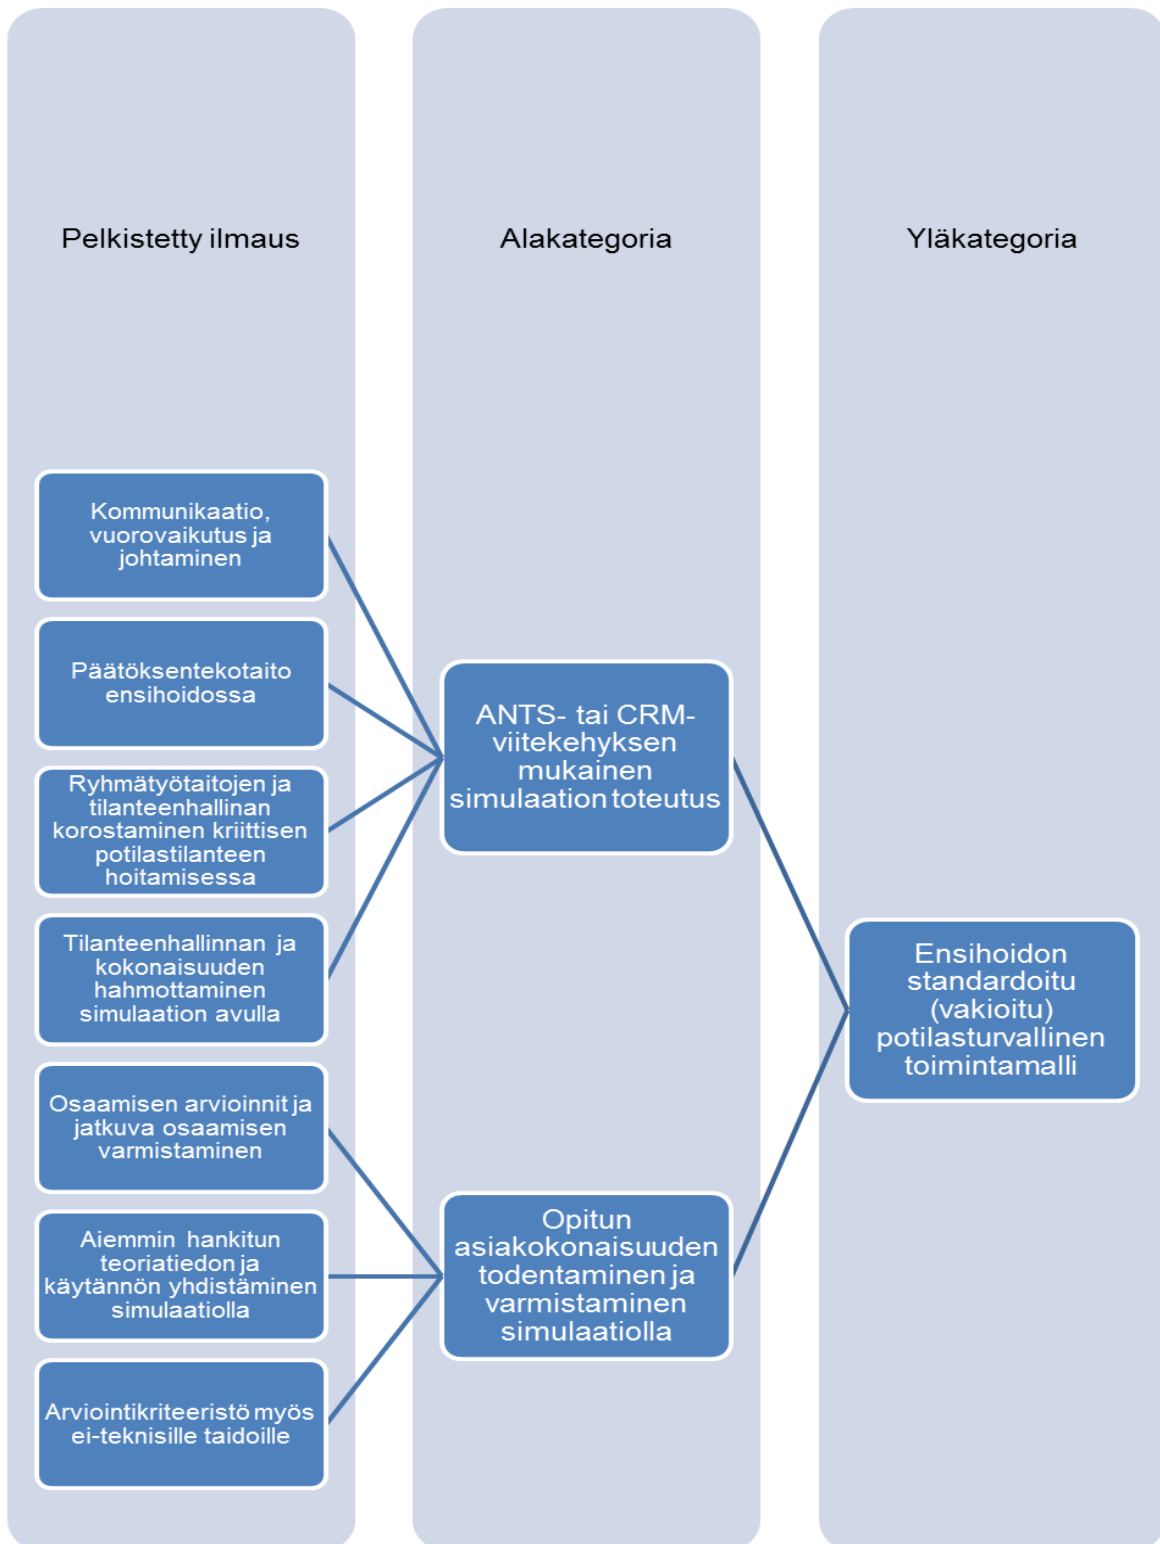 Pelkistetty ilmaus
Alakategoria
Yläkategoria
Kommunikaatio,
vuorovaikutus ja
johtaminen
Päätöksentekotaito
ensihoidossa
Ryhmätyötaitojen ja
tilanteenhallinan
korostaminen kriittisen
potilastilanteen
hoitamisessa
Tilanteenhallinnan ja
kokonaisuuden
hahmottaminen
simulaation avulla
Osaamisen arvioinnit ja
jatkuva osaamisen
varmistaminen
Aiemmin hankitun
teoriatiedon ja
käytännön yhdistäminen
simulaatiolla
Arviointikriteeristö myös
ei-teknisille taidoille
ANTS- tai CRM-
viitekehyksen
mukainen
simulaation toteutus
Opitun
asiakokonaisuuden
todentaminen ja
varmistaminen
simulaatiolla
Ensihoidon
standardoitu
(vakioitu)
potilasturvallinen
toimintamalli